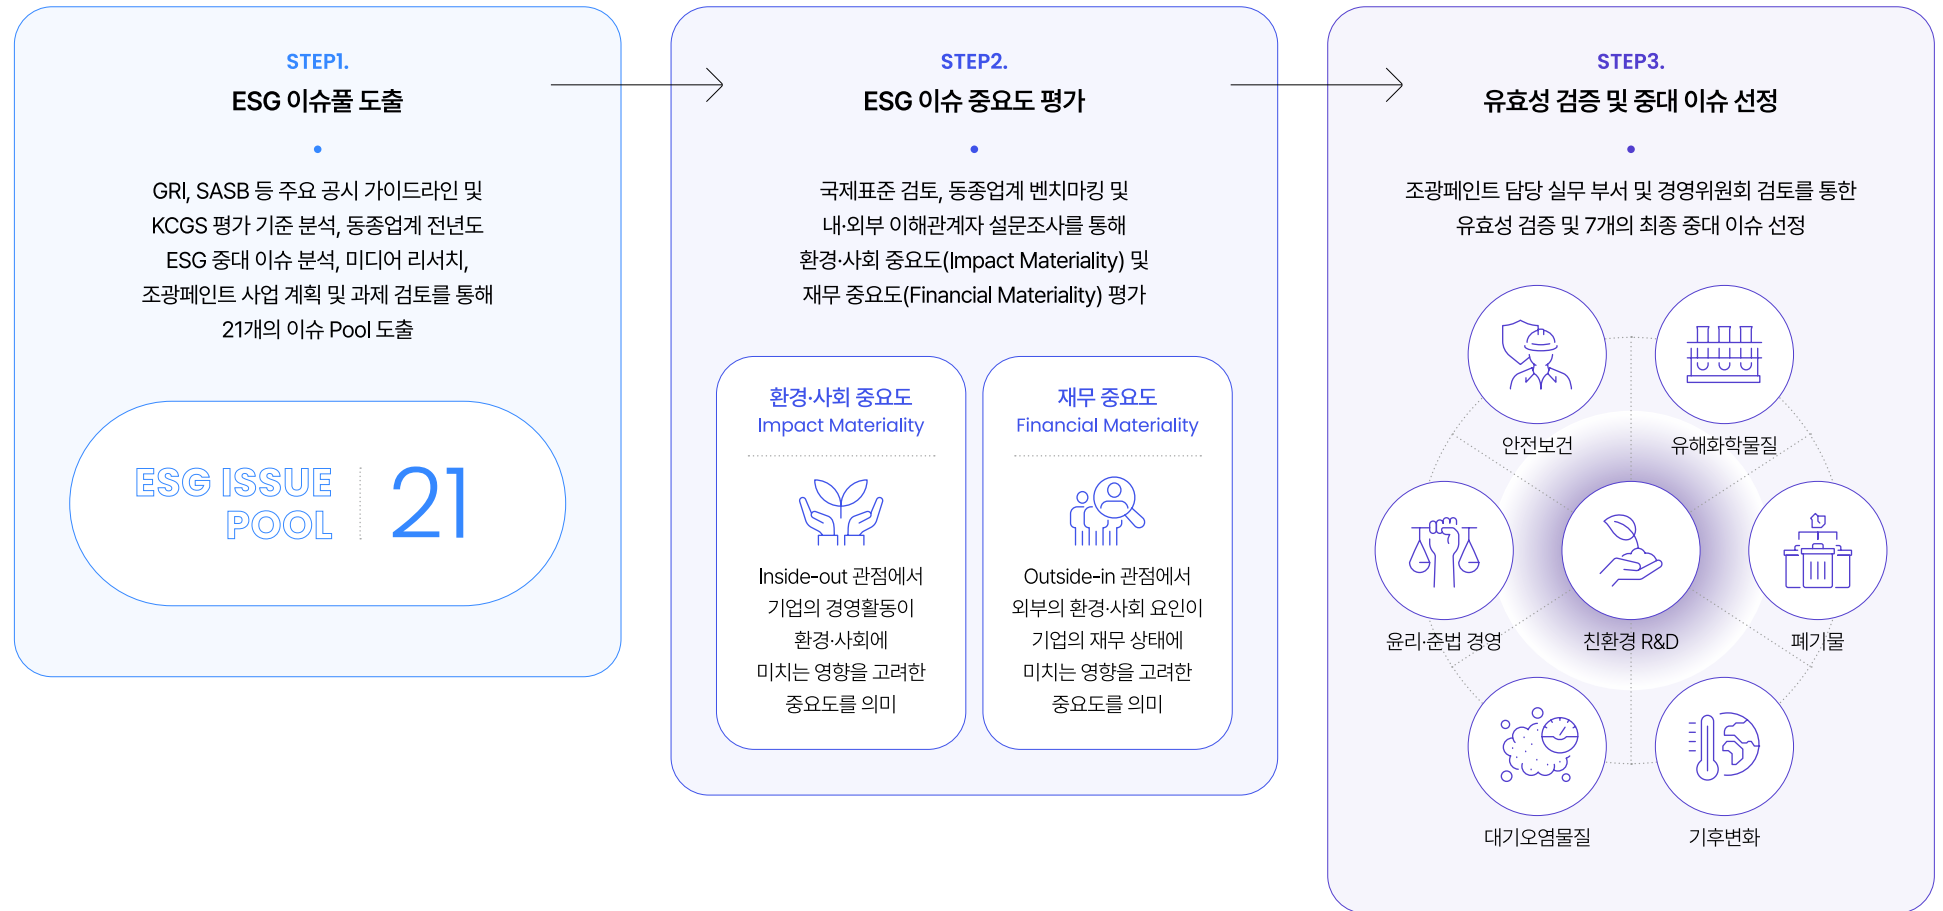 STEP1.
ESG 이슈풀 도출
GRI, SASB 등 주요 공시 가이드라인 및
KCGS 평가 기준 분석, 동종업계 전년도
ESG 중대 이슈 분석, 미디어 리서치,
조광페인트 사업 계획 및 과제 검토를 통해
21개의 이슈 Pool 도출
ESG ISSUE
POOL
21
STEP2.
ESG 이슈 중요도 평가
국제표준 검토, 동종업계 벤치마킹 및
내·외부 이해관계자 설문조사를 통해
환경·사회 중요도(Impact Materiality) 및
재무 중요도(Financial Materiality) 평가
환경·사회 중요도
Impact Materiality
Inside-out 관점에서
기업의 경영활동이
환경·사회에
미치는 영향을 고려한
중요도를 의미
재무 중요도
Financial Materiality
Outside-in 관점에서
외부의 환경·사회 요인이
기업의 재무 상태에
미치는 영향을 고려한
중요도를 의미
STEP3.
유효성 검증 및 중대 이슈 선정
조광페인트 담당 실무 부서 및 경영위원회 검토를 통한
유효성 검증 및 7개의 최종 중대 이슈 선정
안전보건
유해화학물질
윤리·준법 경영
친환경 R&D
폐기물
대기오염물질
기후변화